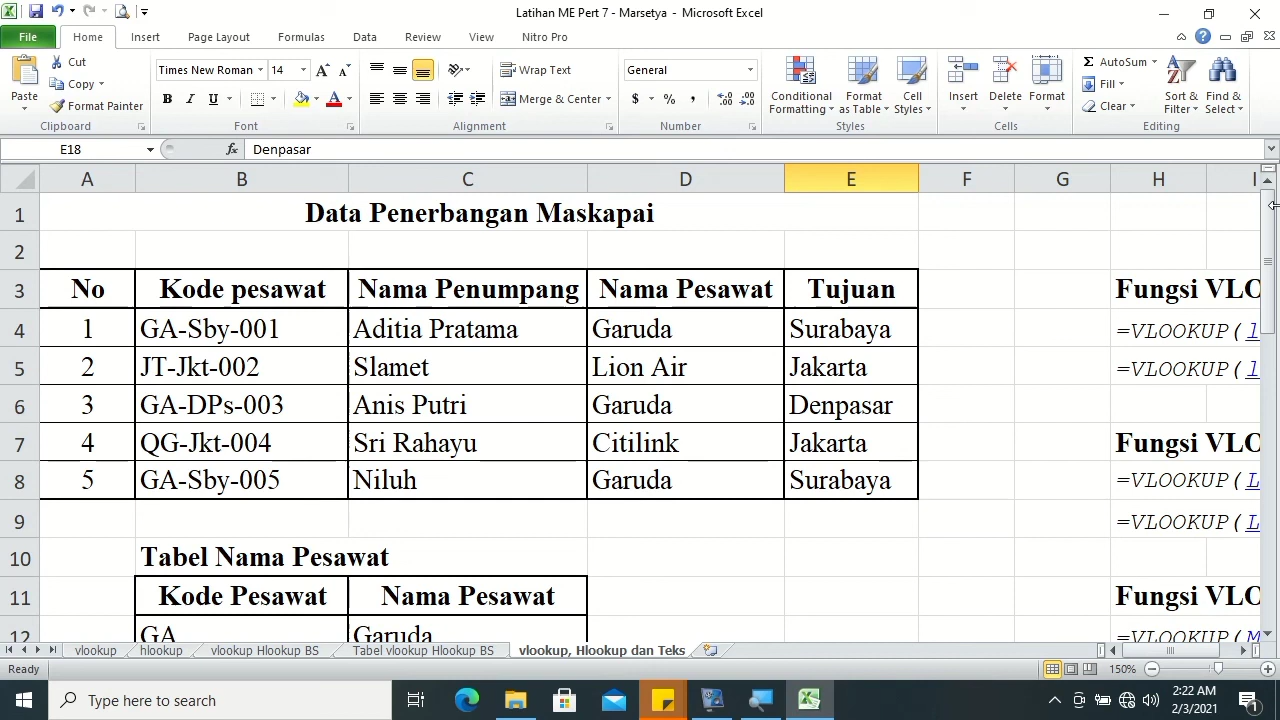 Latihan ME Pert 7 - Marsetya - Microsoft Excel
File Home Insert Page Layout Formulas Data Review View Nitro Pro
Paste
Cut
Copy
Format Painter
Clipboard
Times New Roman 14
B I U
Font
Wrap Text
Merge & Center
Alignment
General
$ % ,
Number
Conditional Formatting
Format as Table
Cell Styles
Styles
Insert Delete Format
Cells
AutoSum
Fill
Clear
Sort & Filter
Find & Select
Editing
E18 fx Denpasar
A B C D E F G H I
1 Data Penerbangan Maskapai
2
3 No Kode pesawat Nama Penumpang Nama Pesawat Tujuan Fungsi VLO
4 1 GA-Sby-001 Aditia Pratama Garuda Surabaya =VLOOKUP( l
5 2 JT-Jkt-002 Slamet Lion Air Jakarta =VLOOKUP( l
6 3 GA-DPs-003 Anis Putri Garuda Denpasar
7 4 QG-Jkt-004 Sri Rahayu Citilink Jakarta Fungsi VLO
8 5 GA-Sby-005 Niluh Garuda Surabaya =VLOOKUP( L
9 =VLOOKUP( L
10 Tabel Nama Pesawat
11 Kode Pesawat Nama Pesawat Fungsi VLO
12 GA Garuda =VLOOKUP( M
vlookup hlookup vlookup Hlookup BS Tabel vlookup Hlookup BS vlookup, Hlookup dan Teks
Ready 150%
Type here to search
2:22 AM
2/3/2021
1